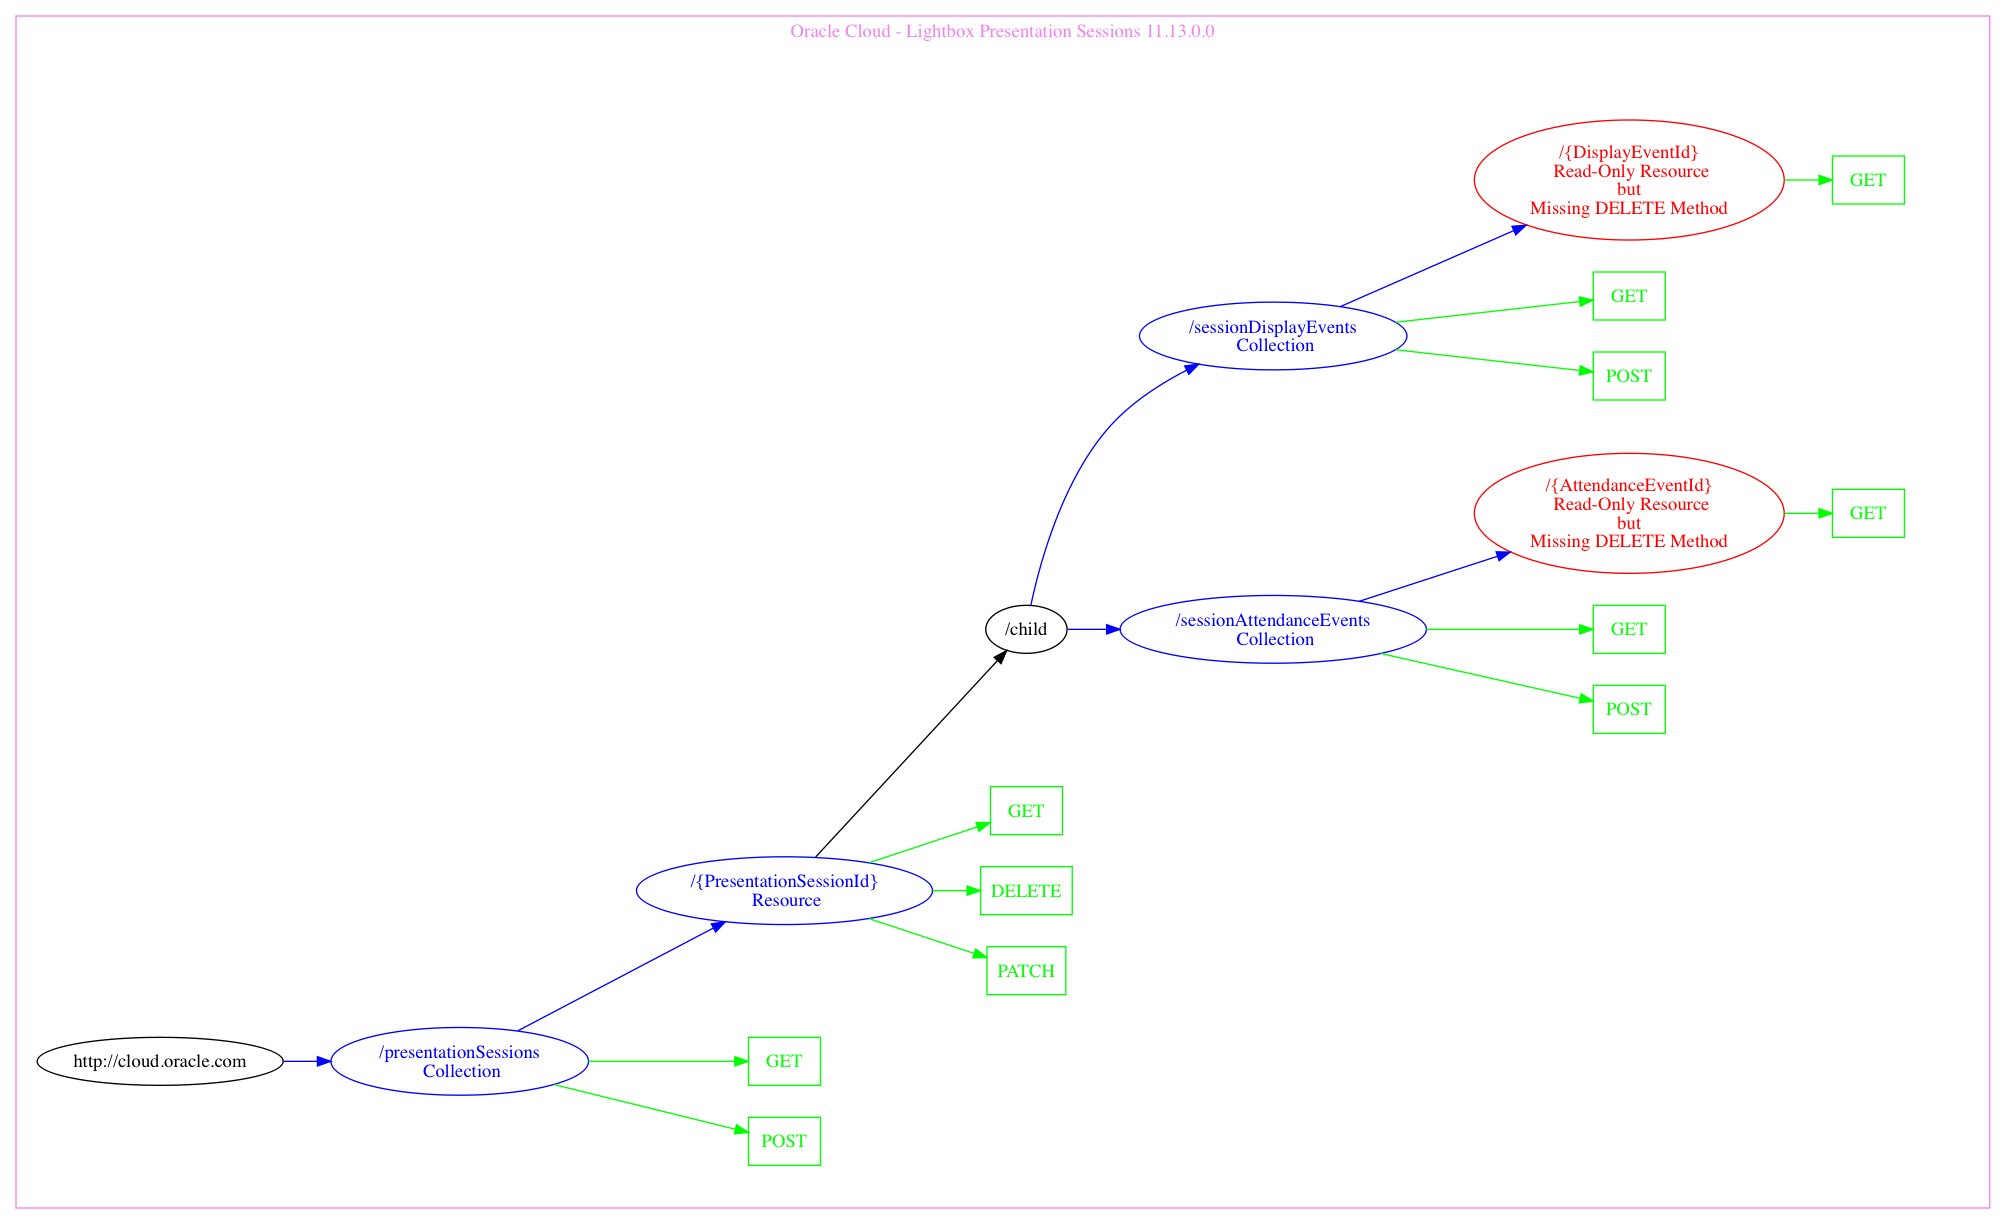 Oracle Cloud - Lightbox Presentation Sessions 11.13.0.0
/{DisplayEventId}
Read-Only Resource
but
Missing DELETE Method
GET
/sessionDisplayEvents
Collection
GET
POST
/{AttendanceEventId}
Read-Only Resource
but
Missing DELETE Method
GET
/child
/sessionAttendanceEvents
Collection
GET
POST
/{PresentationSessionId}
Resource
GET
DELETE
PATCH
http://cloud.oracle.com
/presentationSessions
Collection
GET
POST